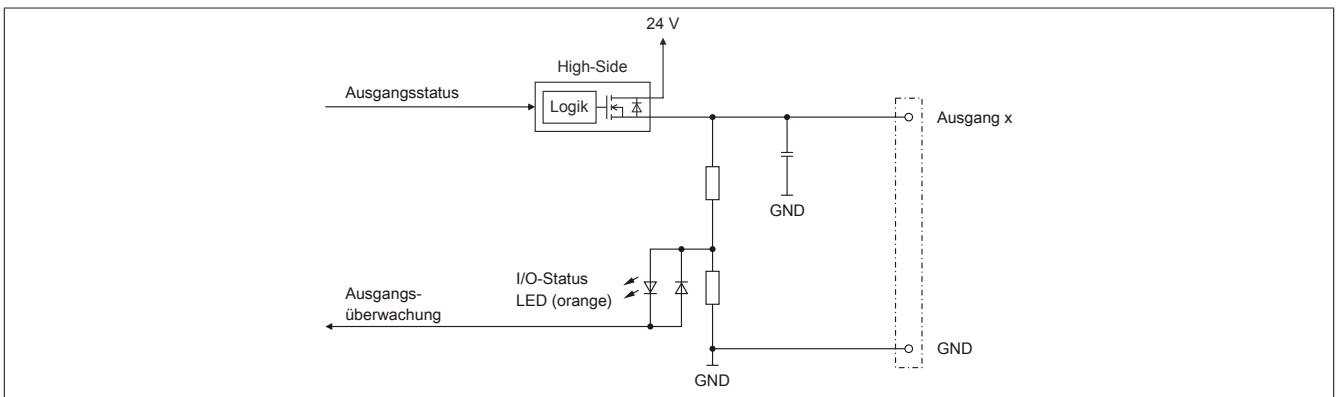 24 V
High-Side
Ausgangsstatus
Logik
Ausgang x
GND
I/O-Status
LED (orange)
Ausgangs-
überwachung
GND
GND